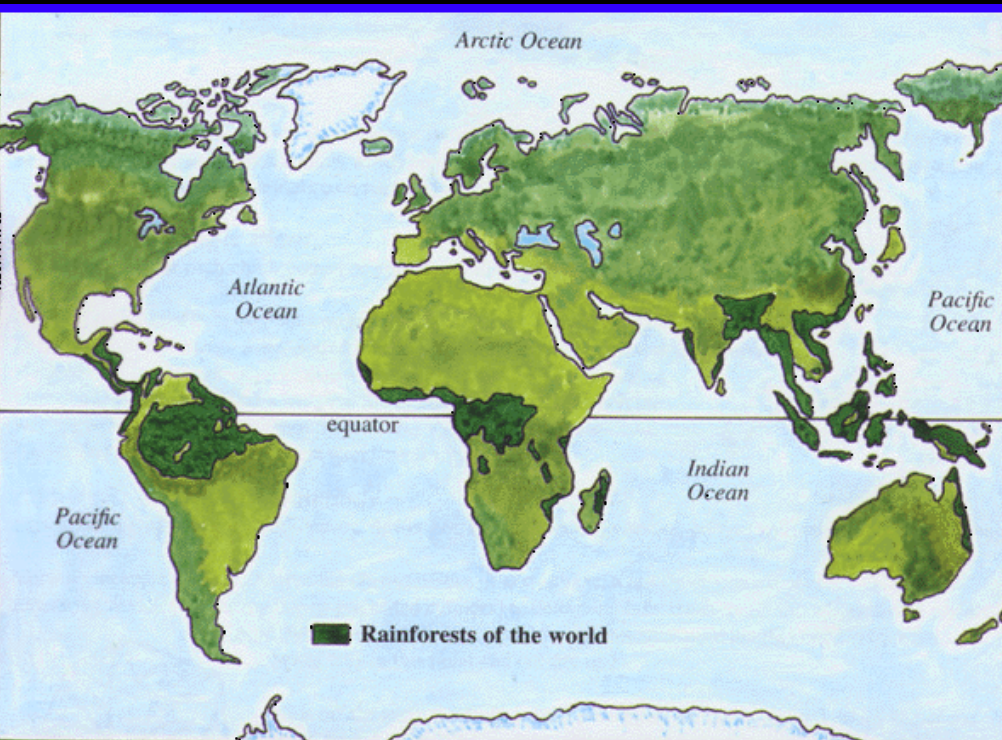 Arctic Ocean
Atlantic
Ocean
Pacific
Ocean
equator
Indian
Ocean
Pacific
Ocean
Rainforests of the world